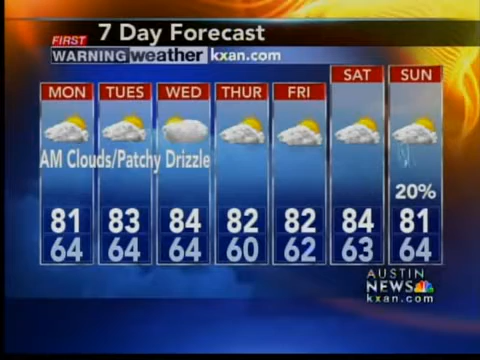 7 Day Forecast
FIRST
WARNING weather kxan.com
MON TUES WED THUR FRI SAT SUN
AM Clouds/Patchy Drizzle
20%
81 83 84 82 82 84 81
64 64 64 60 62 63 64
AUSTIN
NEWS
kxan.com